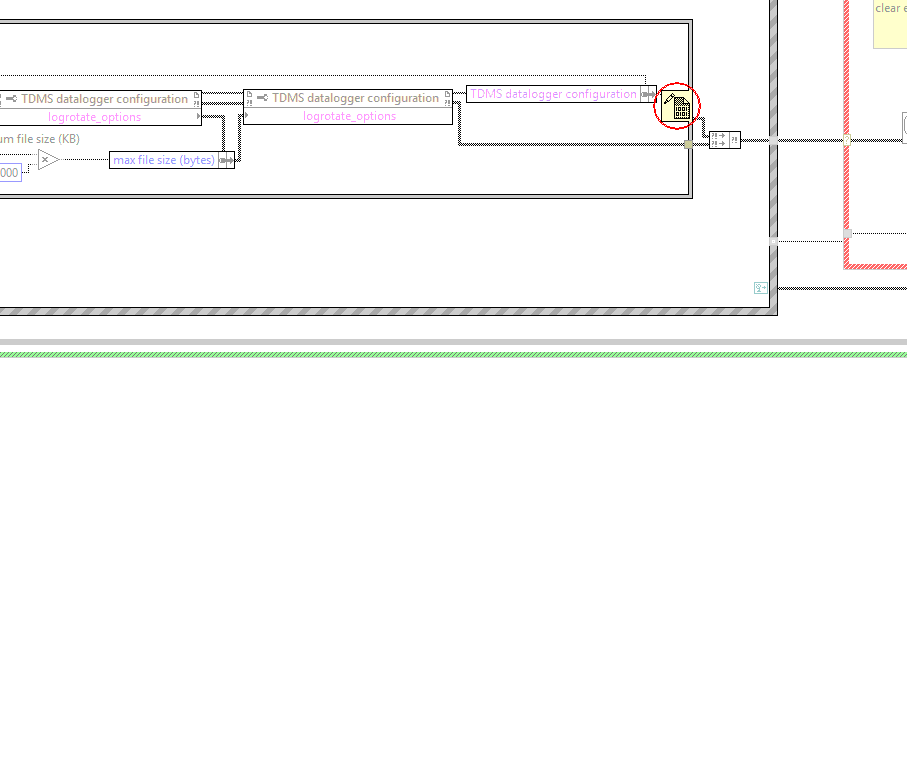 clear e
TDMS datalogger configuration
TDMS datalogger configuration
TDMS datalogger configuration
logrotate_options
logrotate_options
um file size (KB)
max file size (bytes)
000